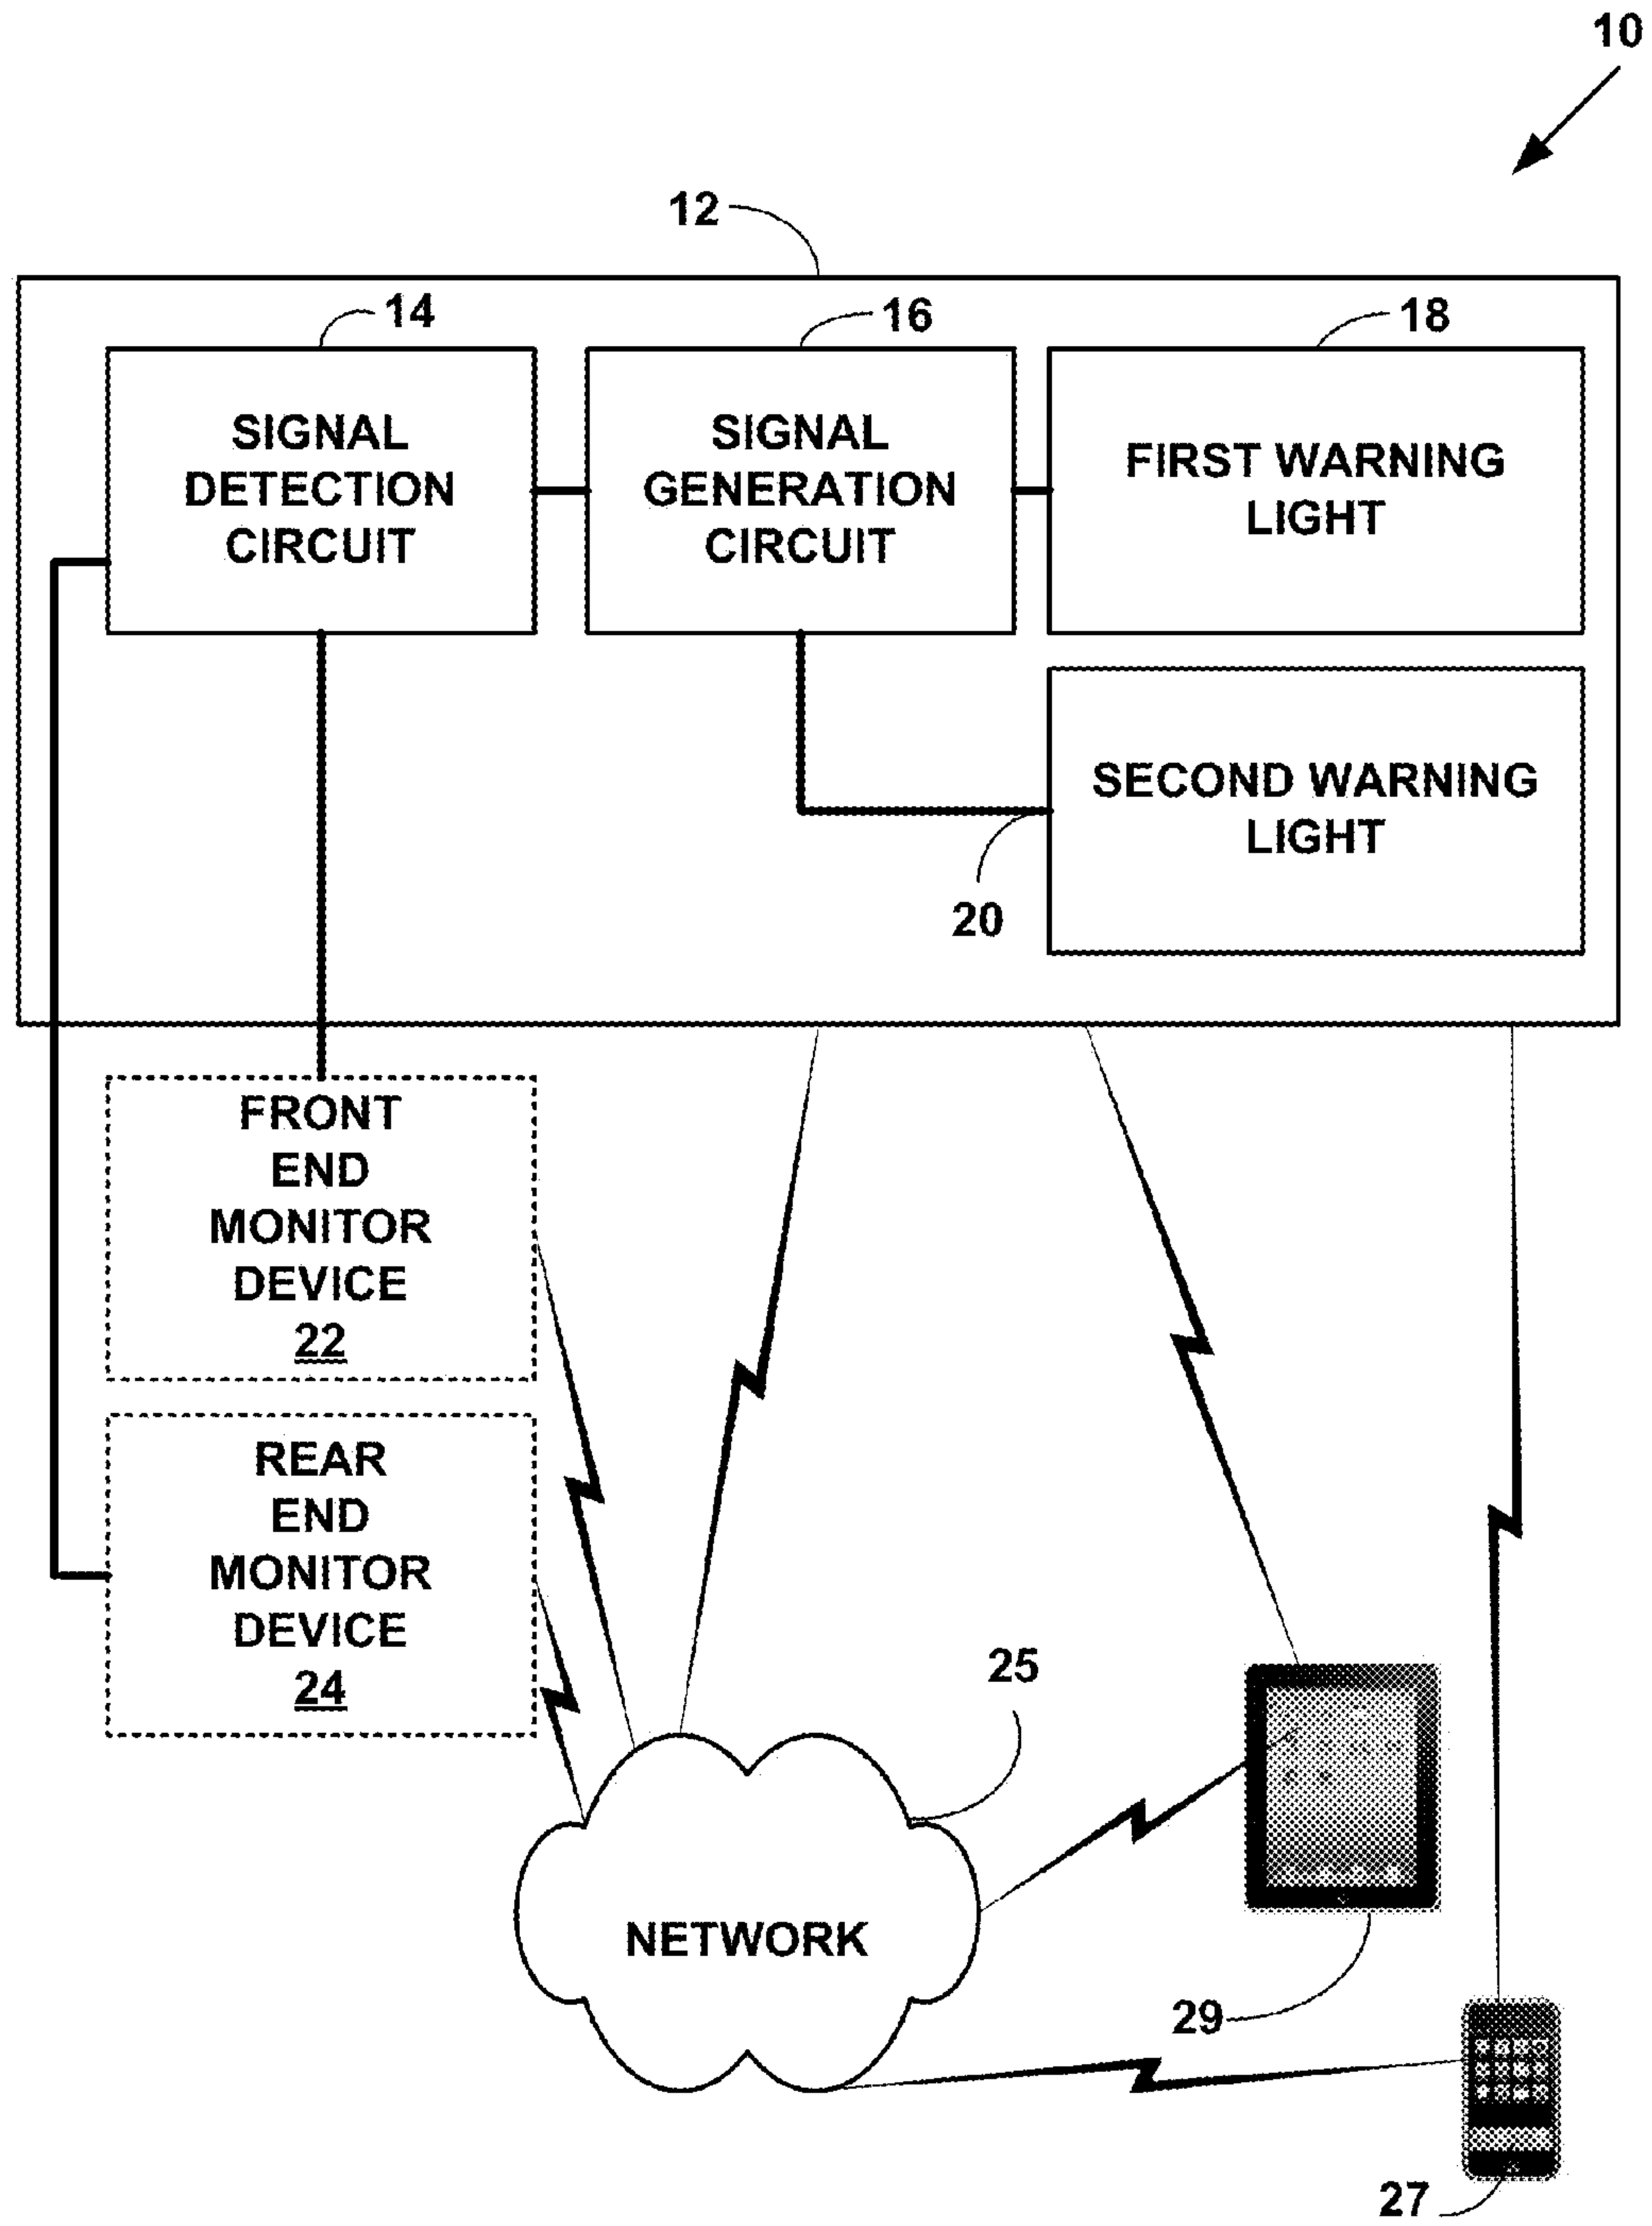 10
12
14
16
18
SIGNAL
DETECTION
CIRCUIT
SIGNAL
GENERATION
CIRCUIT
FIRST WARNING
LIGHT
SECOND WARNING
LIGHT
20
FRONT
END
MONITOR
DEVICE
22
REAR
END
MONITOR
DEVICE
24
25
NETWORK
29
27